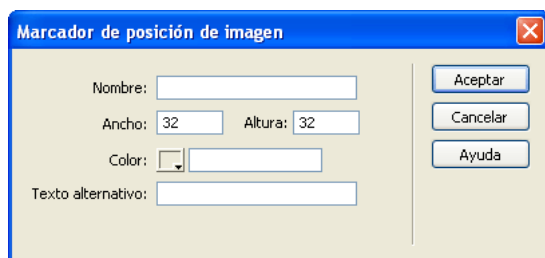 Marcador de posición de imagen
Nombre:
Aceptar
Ancho: 32 Altura: 32
Cancelar
Color:
Ayuda
Texto alternativo: